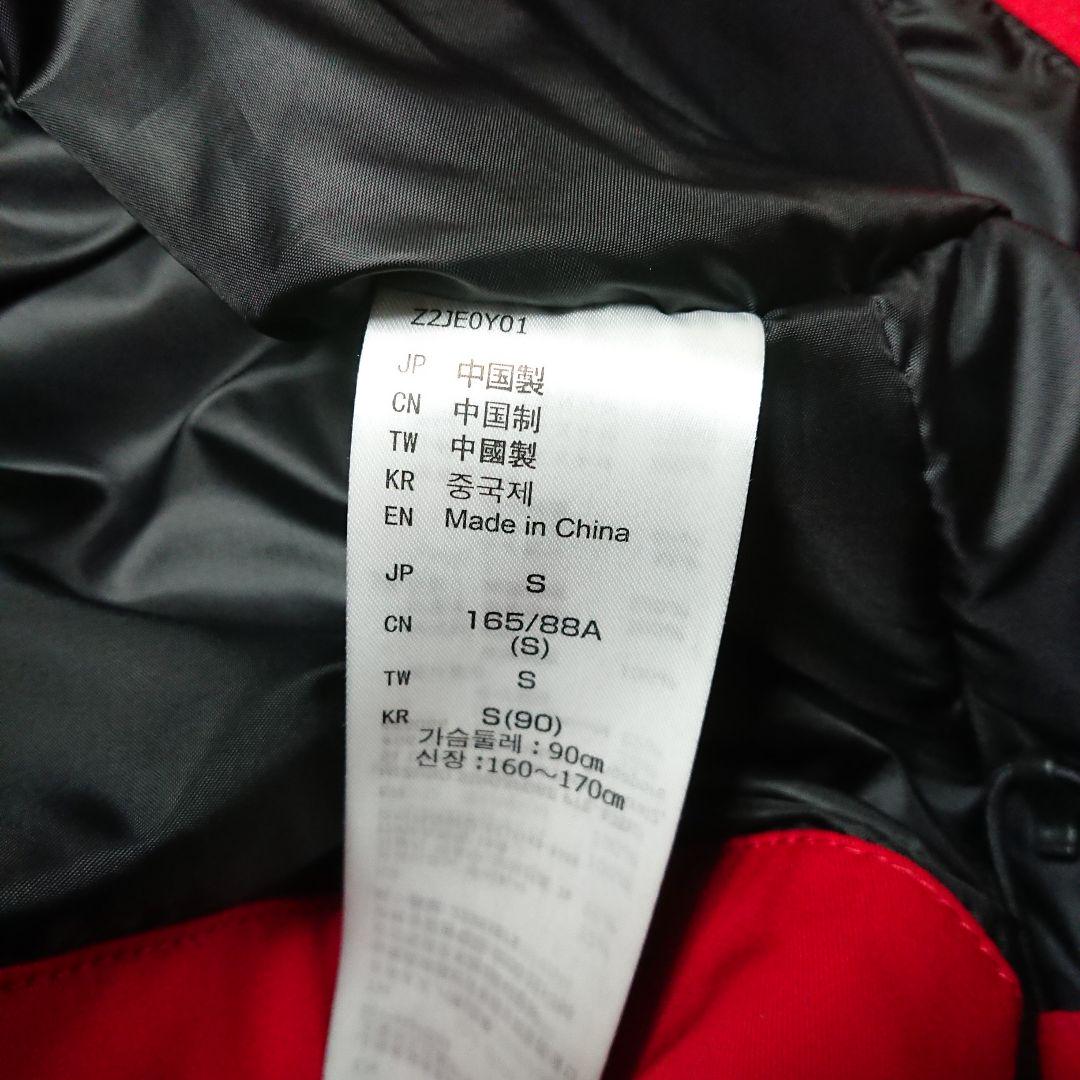 Z2JE0Y01
JP 中国製
CN 中国制
TW 中國製
KR 중국제
EN Made in China
JP S
CN 165/88A
(S)
TW S
KR S(90)
가슴둘레 : 90㎝
신장 :160～170㎝